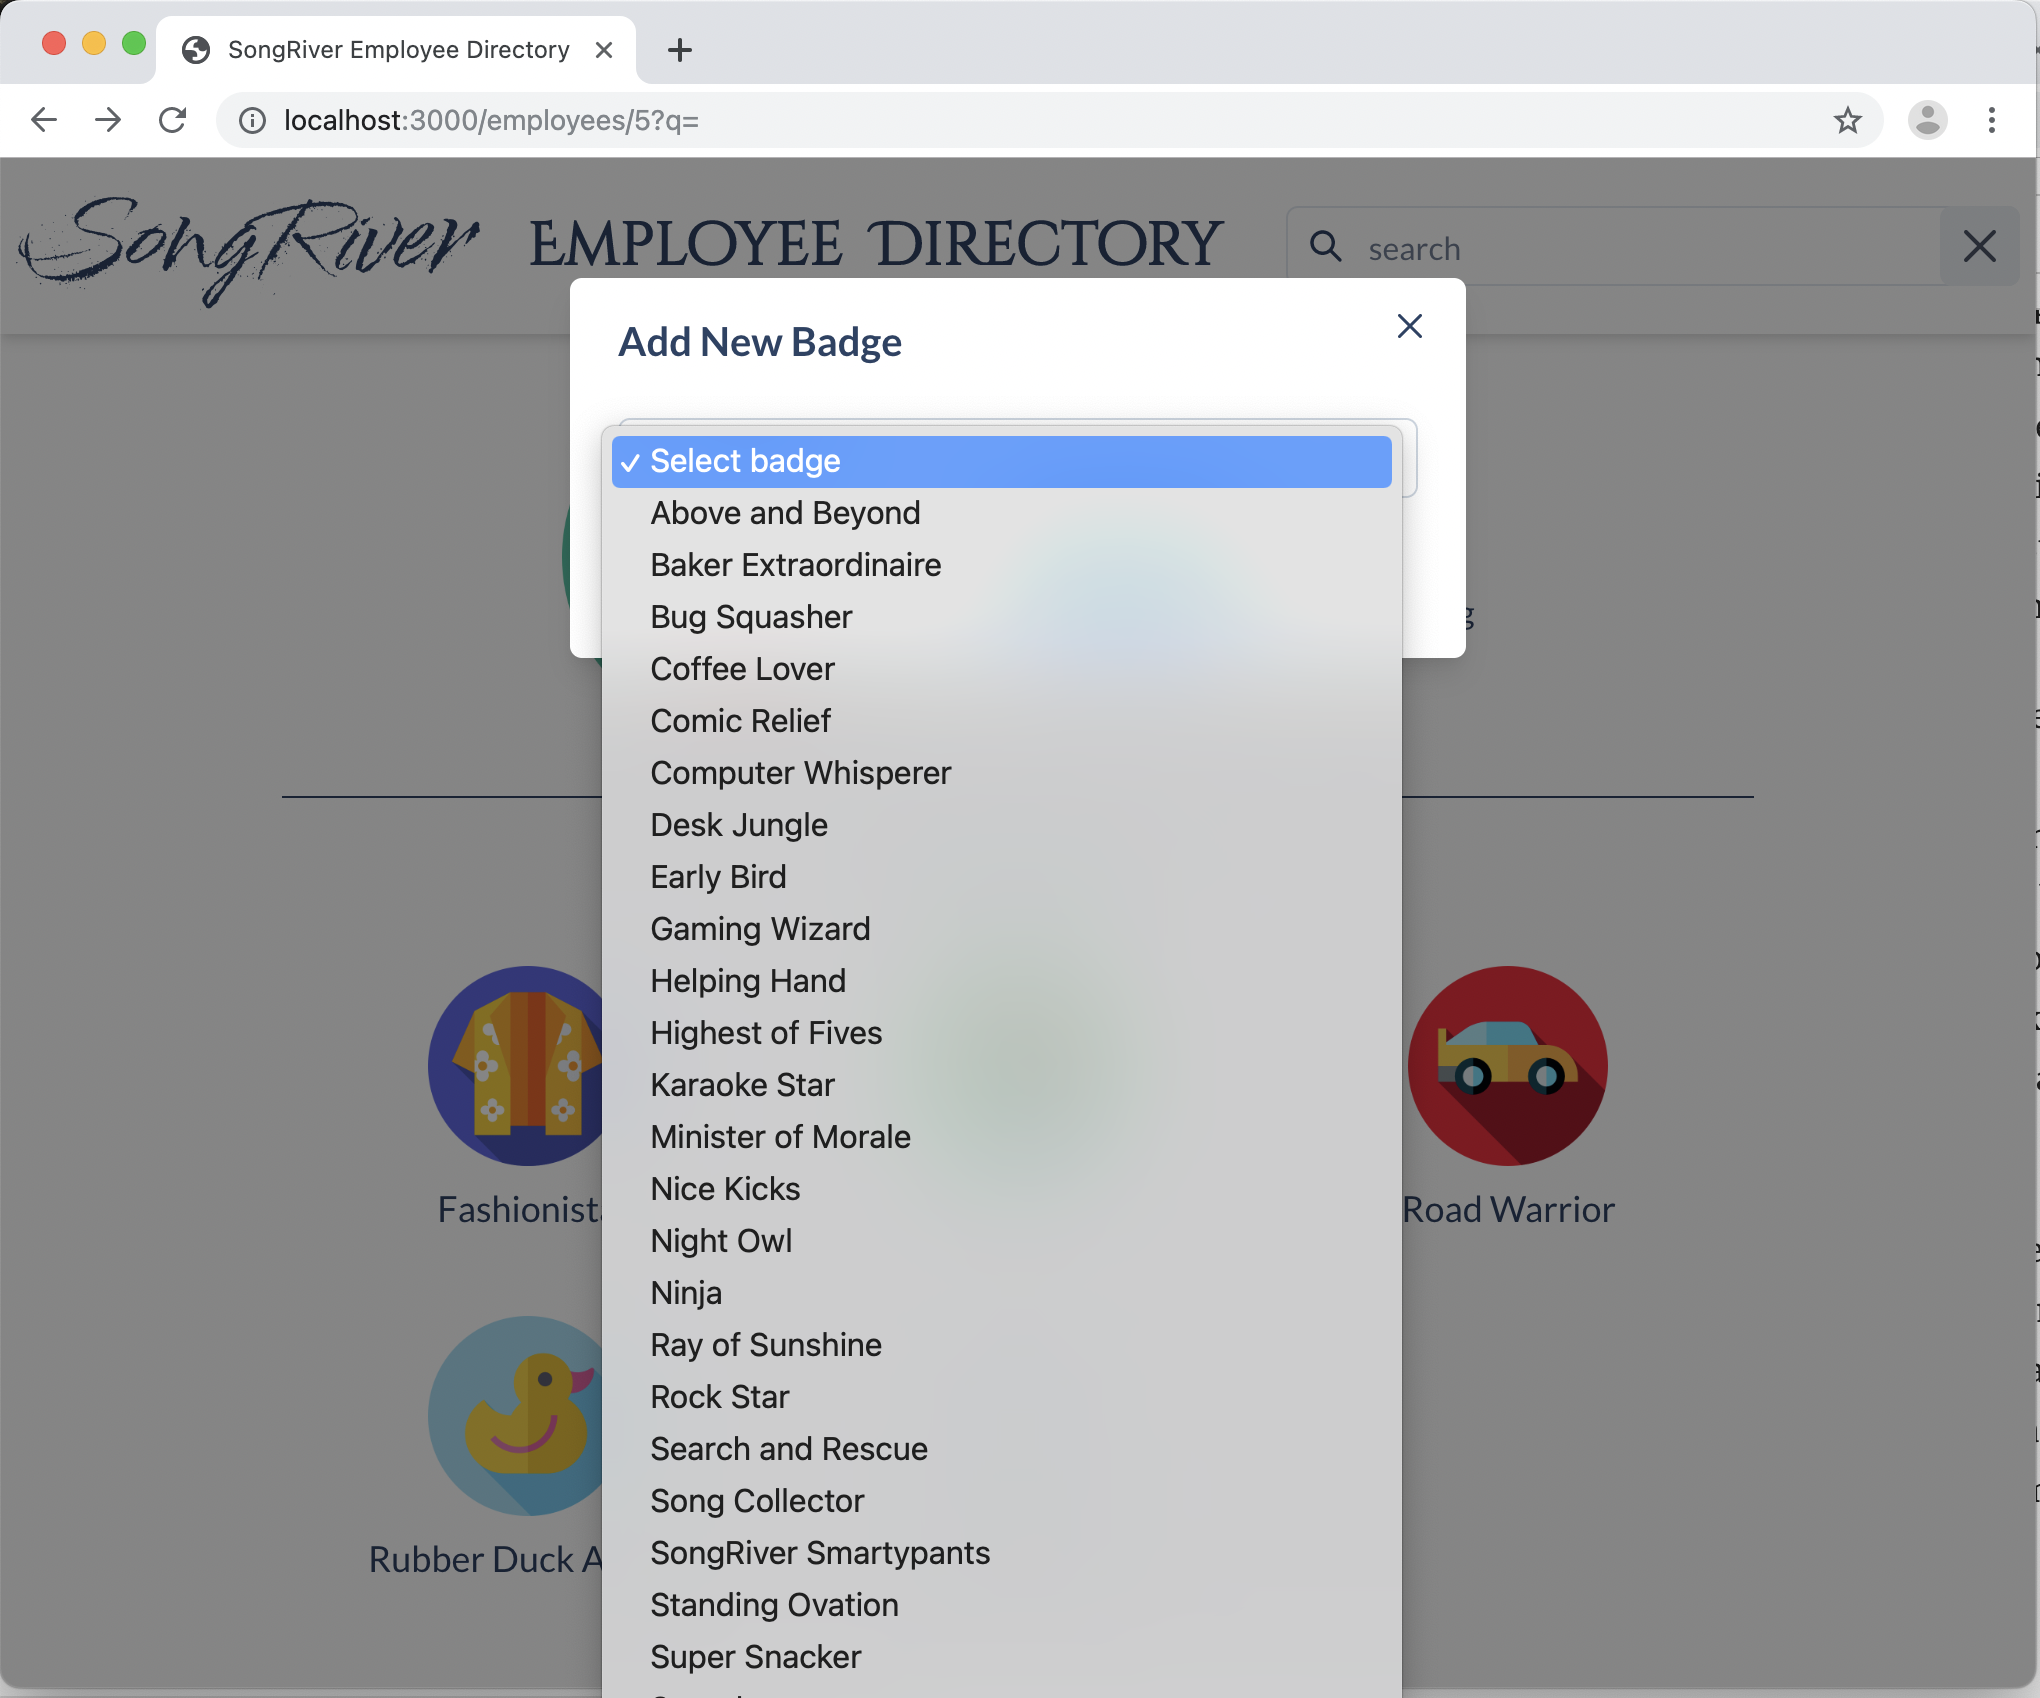 SongRiver Employee Directory
localhost:3000/employees/5?q=
SongRiver EMPLOYEE DIRECTORY
search
Add New Badge
Select badge
Above and Beyond
Baker Extraordinaire
Bug Squasher
Coffee Lover
Comic Relief
Computer Whisperer
Desk Jungle
Early Bird
Gaming Wizard
Helping Hand
Highest of Fives
Karaoke Star
Minister of Morale
Nice Kicks
Night Owl
Ninja
Ray of Sunshine
Rock Star
Search and Rescue
Song Collector
SongRiver Smartypants
Standing Ovation
Super Snacker
Fashionista
Road Warrior
Rubber Duck A